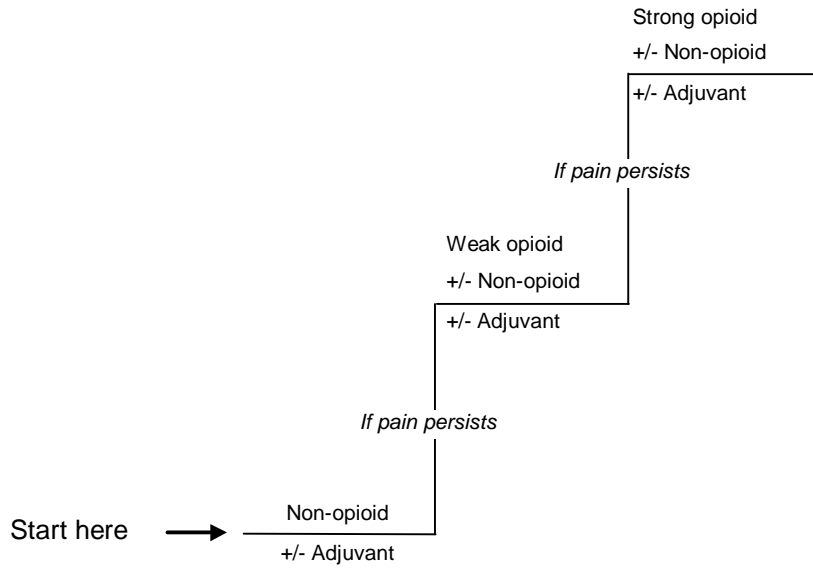 Strong opioid
+/- Non-opioid
+/- Adjuvant
If pain persists
Weak opioid
+/- Non-opioid
+/- Adjuvant
If pain persists
Non-opioid
Start here
+/- Adjuvant